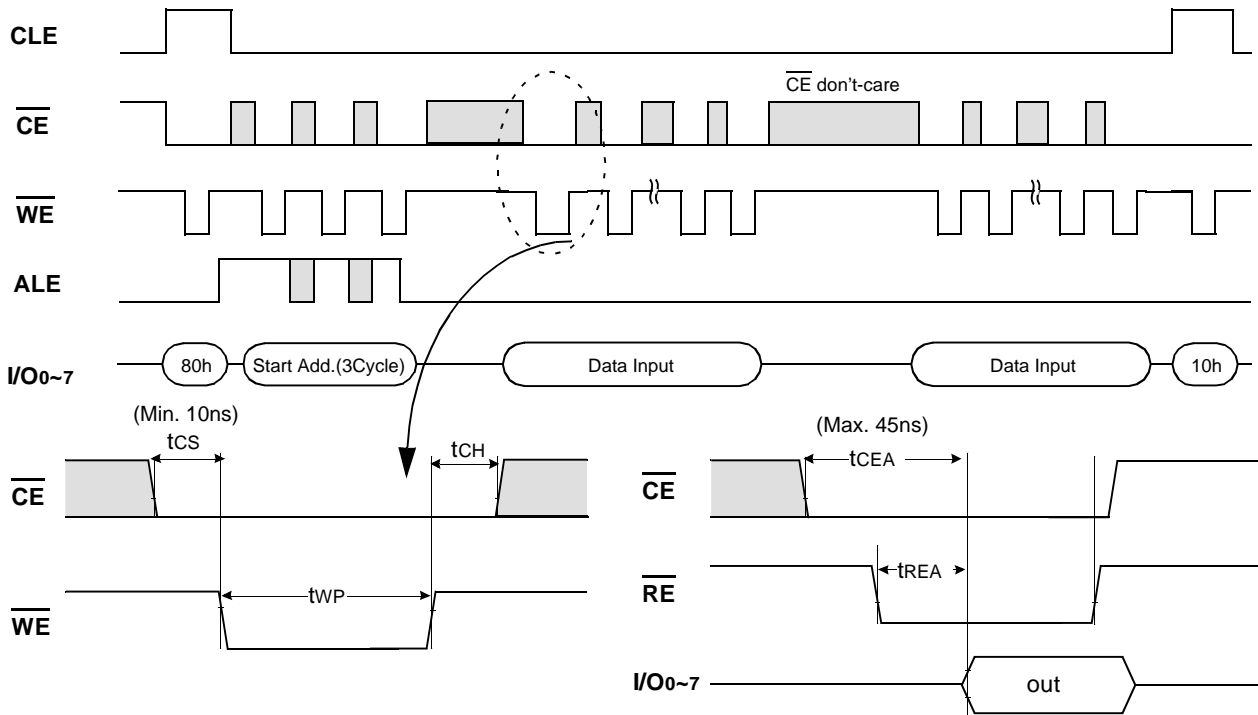 CLE
CE don't-care
CE
WE
ALE
I/O0~7 80h Start Add.(3Cycle) Data Input Data Input 10h
(Min. 10ns)
tCS tCH
CE
tWP
WE
(Max. 45ns)
tCEA
CE
tREA
RE
I/O0~7 out